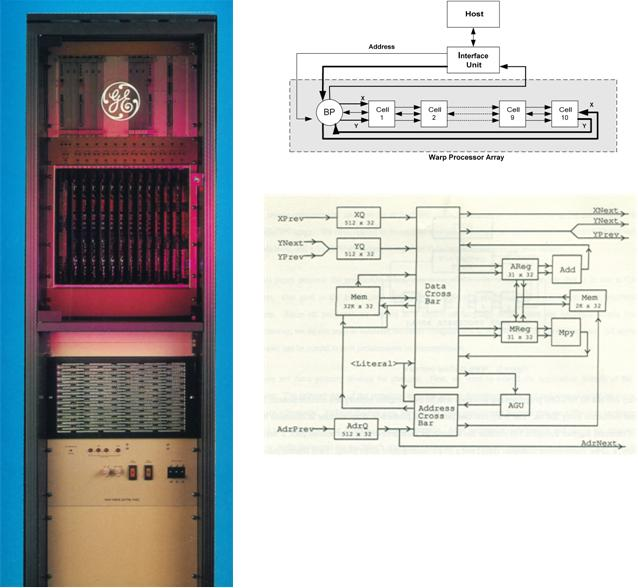 GE
Host
Address
Interface
Unit
BP
X
Y
Cell
1
Cell
2
Cell
9
Cell
10
X
Y
Warp Processor Array
XPrev
XQ
512 x 32
YNext
YPrev
YQ
512 x 32
Mem
32K x 32
<Literal>
AdrPrev
AdrQ
512 x 32
Data
Cross
Bar
Address
Cross
Bar
XNext
YNext
YPrev
AReg
31 x 32
Add
Mem
2K x 32
MReg
31 x 32
Mpy
AGU
AdrNext